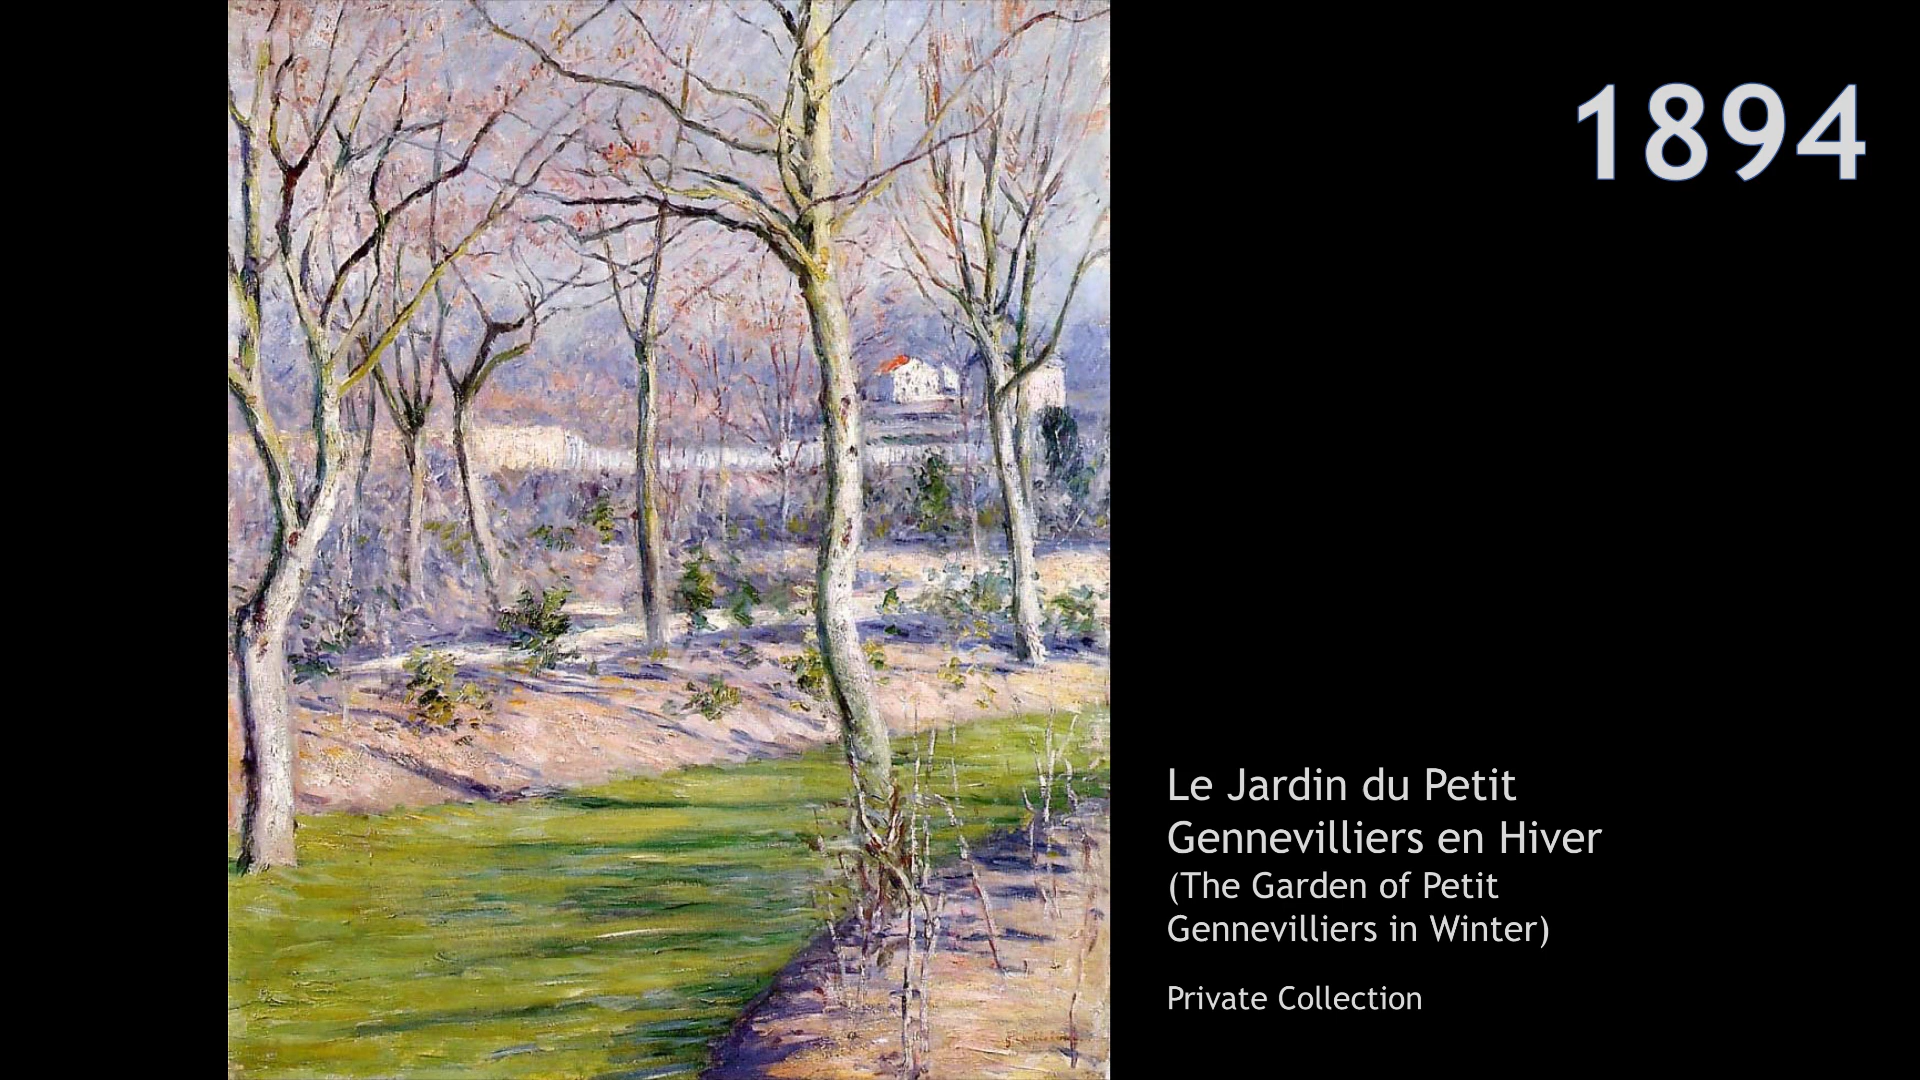 1894
Le Jardin du Petit
Gennevilliers en Hiver
(The Garden of Petit
Gennevilliers in Winter)
Private Collection